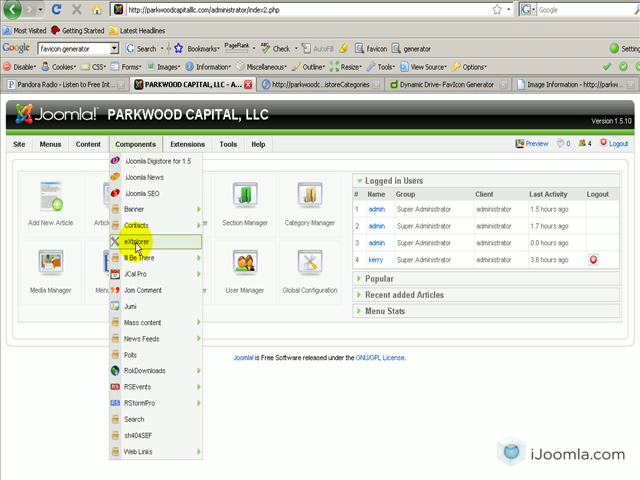 http://parkwoodcapitalllc.com/administrator/index2.php
Most Visited Getting Started Latest Headlines
Google favicon generator Search Bookmarks PageRank Check AutoFill favicon generator
Disable Cookies CSS Forms Images Information Miscellaneous Outline Resize Tools View Source Options
Pandora Radio - Listen to Free Int PARKWOOD CAPITAL, LLC - A... http://parkwoodc...istoreCategories Dynamic Drive- FavIcon Generator Image Information - http://parkw...
Joomla! PARKWOOD CAPITAL, LLC
Version 1.5.10
Site Menus Content Components Extensions Tools Help Preview 0 4 Logout
iJoomla Digistore for 1.5
iJoomla News
iJoomla SEO
Banner
Contacts
eXtplorer
Ill Be There
JCal Pro
Jom Comment
Jumi
Mass content
News Feeds
Polls
RokDownloads
RSEvents
RSform!Pro
Search
sh404SEF
Web Links
Add New Article Section Manager Category Manager
Media Manager User Manager Global Configuration
Logged in Users
# Name Group Client Last Activity Logout
1 admin Super Administrator administrator 1.5 hours ago
2 admin Super Administrator administrator 1.7 hours ago
3 admin Super Administrator administrator 0.0 hours ago
4 kerry Super Administrator administrator 3.6 hours ago
Popular
Recent added Articles
Menu Stats
Joomla! is Free Software released under the GNU/GPL License.
iJoomla.com